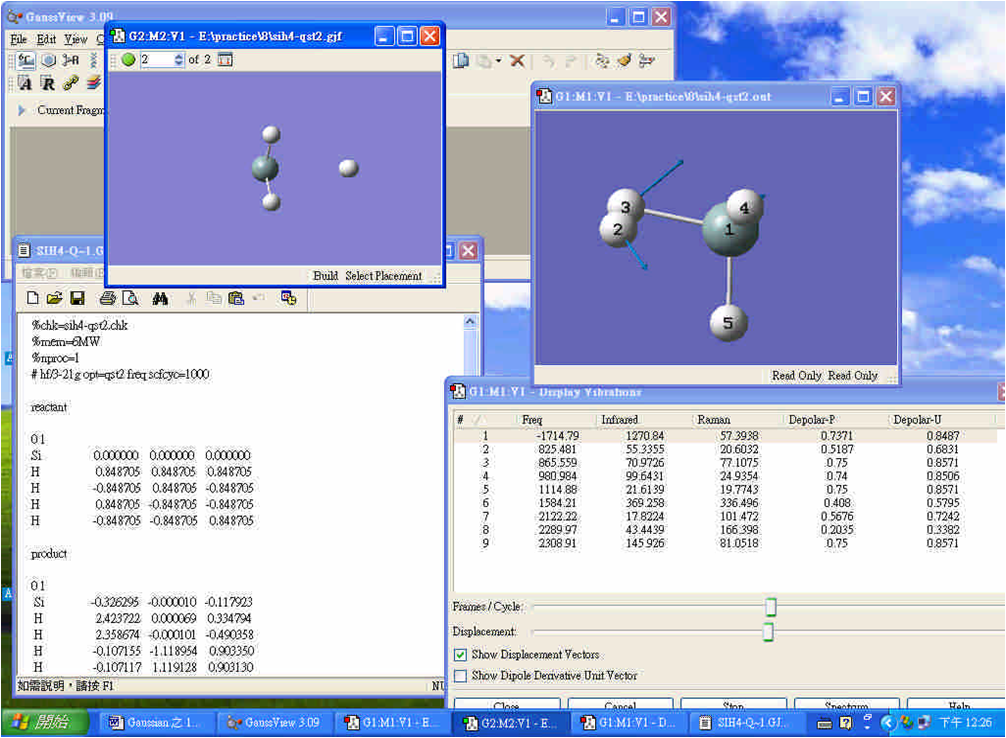 GaussView 3.09
File Edit View
G2:M2:V1 - E:\practice\8\sih4-qst2.gjf
2 of 2
Current Fragm
Build Select Placement
G1:M1:V1 - E:\practice\8\sih4-qst2.out
3
2
4
1
5
Read Only Read Only
SIH4-Q~1.G
檔案(F) 編輯(E)
%chk=sih4-qst2.chk
%mem=6MW
%nproc=1
# hf/3-21g opt=qst2 freq scfcyc=1000
reactant
0 1
Si 0.000000 0.000000 0.000000
H 0.848705 0.848705 0.848705
H -0.848705 0.848705 -0.848705
H 0.848705 -0.848705 -0.848705
H -0.848705 -0.848705 0.848705
product
0 1
Si -0.326295 -0.000010 -0.117923
H 2.423722 0.000069 0.334794
H 2.358674 -0.000101 -0.490358
H -0.107155 -1.118954 0.903350
H -0.107117 1.119128 0.903130
如需說明，請按 F1
NU
G1:M1:V1 - Display Vibrations
# Freq Infrared Raman Depolar-P Depolar-U
1 -1714.79 1270.84 57.3938 0.7371 0.8487
2 825.481 55.3355 20.6032 0.5187 0.6831
3 865.559 70.9726 77.1075 0.75 0.8571
4 980.984 99.6431 24.9354 0.74 0.8506
5 1114.88 21.6139 19.7743 0.75 0.8571
6 1584.21 369.258 336.496 0.408 0.5795
7 2122.22 17.8224 101.472 0.5676 0.7242
8 2289.97 43.4439 166.398 0.2035 0.3382
9 2308.91 145.926 81.0518 0.75 0.8571
Frames / Cycle:
Displacement:
Show Displacement Vectors
Show Dipole Derivative Unit Vector
Close Cancel Stop Spectrum Help
開始 Gaussian 之 1... GaussView 3.09 G1:M1:V1 - E... G2:M2:V1 - E... G1:M1:V1 - D... SIH4-Q~1.GJ... 下午 12:26